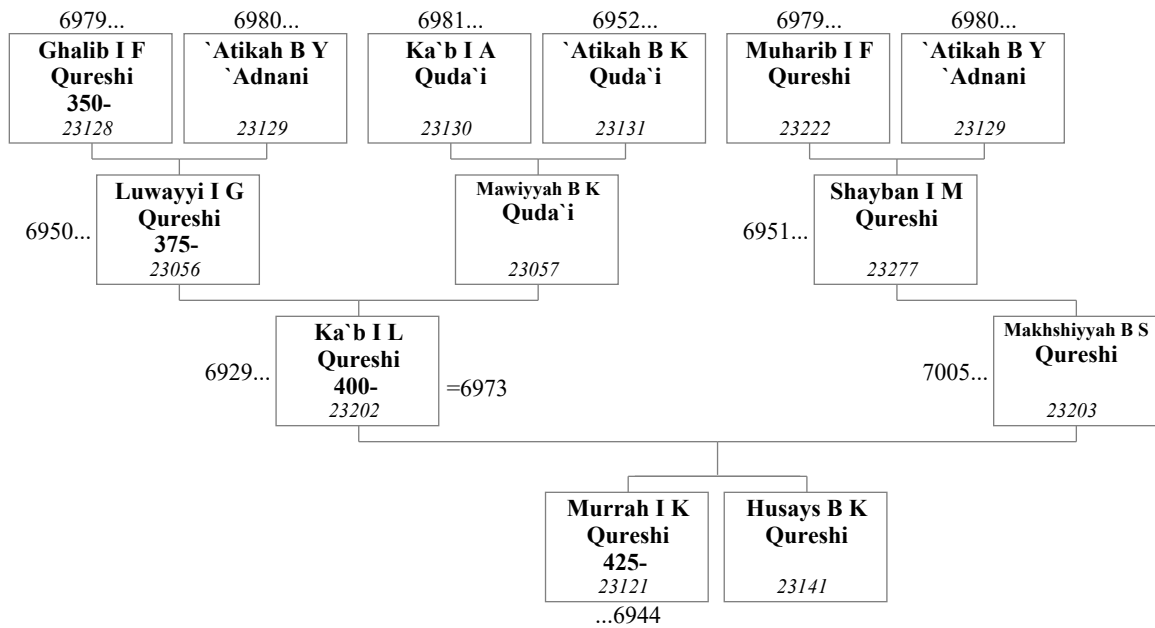 6979... 6980... 6981... 6952... 6979... 6980...
Ghalib I F
Qureshi
350-
23128
`Atikah B Y
`Adnani
23129
Ka`b I A
Quda`i
23130
`Atikah B K
Quda`i
23131
Muharib I F
Qureshi
23222
`Atikah B Y
`Adnani
23129
6950...
Luwayyi I G
Qureshi
375-
23056
Mawiyyah B K
Quda`i
23057
6951...
Shayban I M
Qureshi
23277
6929...
Ka`b I L
Qureshi
400-
23202
=6973
7005...
Makhshiyyah B S
Qureshi
23203
Murrah I K
Qureshi
425-
23121
Husays B K
Qureshi
23141
...6944